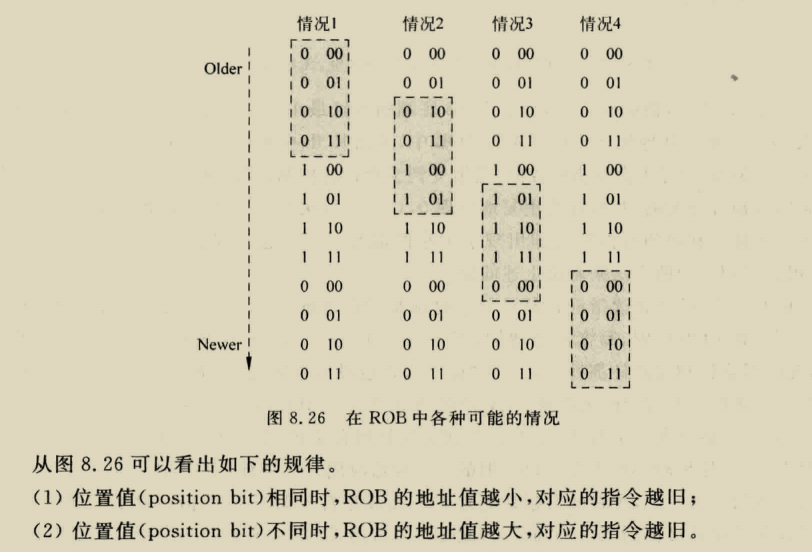 情况1 情况2 情况3 情况4
0 00 0 00 0 00 0 00
Older
0 01 0 01 0 01 0 01
0 10 0 10 0 10 0 10
0 11 0 11 0 11 0 11
1 00 1 00 1 00 1 00
1 01 1 01 1 01 1 01
1 10 1 10 1 10 1 10
1 11 1 11 1 11 1 11
0 00 0 00 0 00 0 00
0 01 0 01 0 01 0 01
Newer
0 10 0 10 0 10 0 10
0 11 0 11 0 11 0 11
图 8.26 在 ROB 中各种可能的情况
从图 8.26 可以看出如下的规律。
(1) 位置值(position bit)相同时,ROB 的地址值越小,对应的指令越旧;
(2) 位置值(position bit)不同时,ROB 的地址值越大,对应的指令越旧。